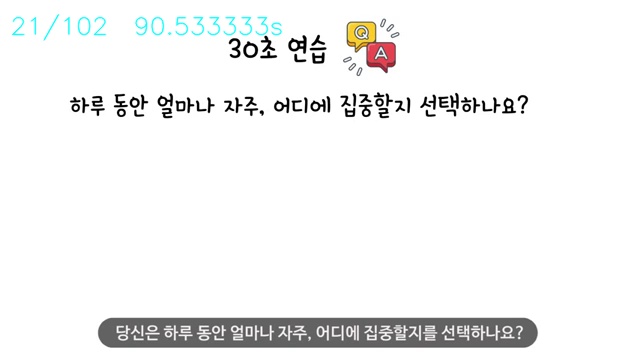 21/102 90.533333s
30초 연습
Q
A
하루 동안 얼마나 자주, 어디에 집중할지 선택하나요?
당신은 하루 동안 얼마나 자주, 어디에 집중할지를 선택하나요?